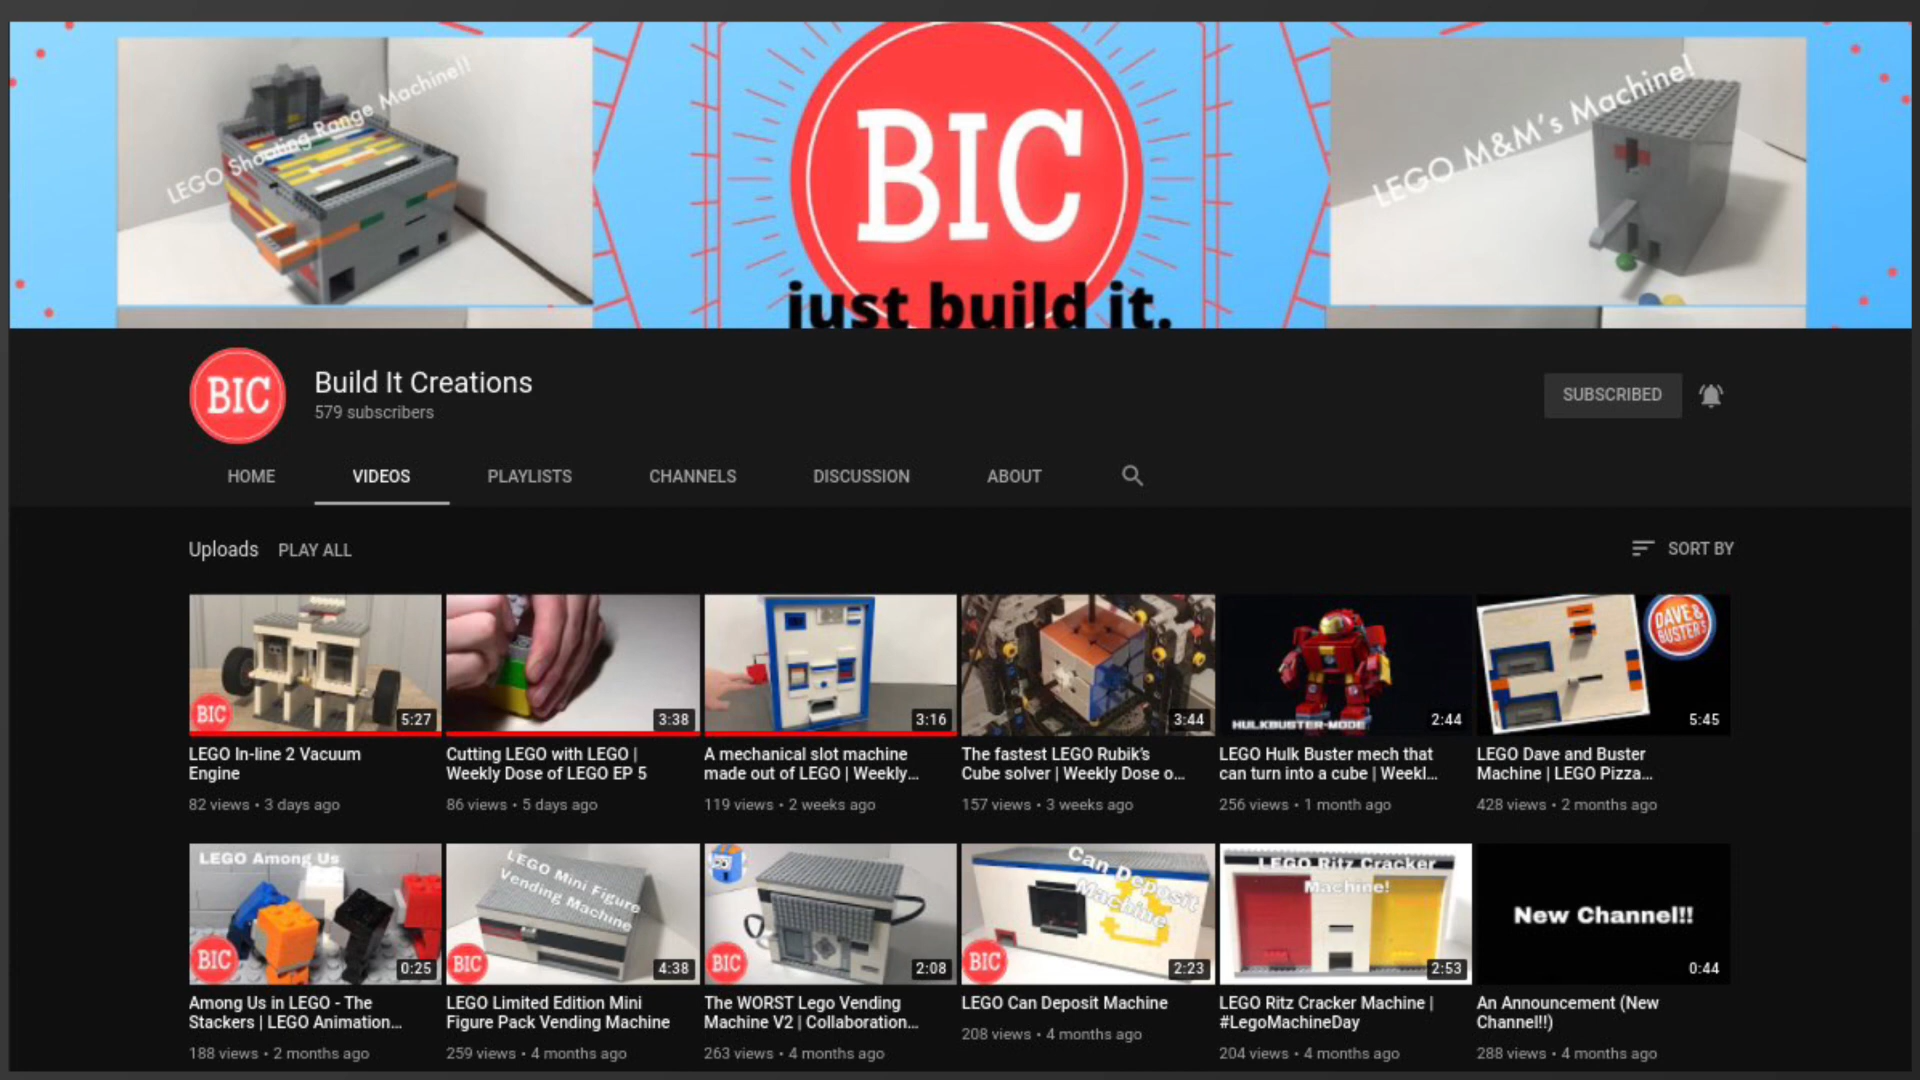 LEGO Shooting Range Machine!!
BIC
just build it.
LEGO M&M's Machine!
BIC
Build It Creations
579 subscribers
SUBSCRIBED
HOME
VIDEOS
PLAYLISTS
CHANNELS
DISCUSSION
ABOUT
Uploads
PLAY ALL
SORT BY
BIC
5:27
3:38
3:16
3:44
HULKBUSTER-MODE
2:44
DAVE &
BUSTER'S
5:45
LEGO In-line 2 Vacuum
Engine
82 views • 3 days ago
Cutting LEGO with LEGO |
Weekly Dose of LEGO EP 5
86 views • 5 days ago
A mechanical slot machine
made out of LEGO | Weekly...
119 views • 2 weeks ago
The fastest LEGO Rubik's
Cube solver | Weekly Dose o...
157 views • 3 weeks ago
LEGO Hulk Buster mech that
can turn into a cube | Weekl...
256 views • 1 month ago
LEGO Dave and Buster
Machine | LEGO Pizza...
428 views • 2 months ago
LEGO Among Us
BIC
0:25
LEGO Mini Figure
Vending Machine
BIC
4:38
BIC
2:08
Can Deposit
Machine
BIC
2:23
LEGO Ritz Cracker
Machine!
2:53
New Channel!!
0:44
Among Us in LEGO - The
Stackers | LEGO Animation...
188 views • 2 months ago
LEGO Limited Edition Mini
Figure Pack Vending Machine
259 views • 4 months ago
The WORST Lego Vending
Machine V2 | Collaboration...
263 views • 4 months ago
LEGO Can Deposit Machine
208 views • 4 months ago
LEGO Ritz Cracker Machine |
#LegoMachineDay
204 views • 4 months ago
An Announcement (New
Channel!!)
288 views • 4 months ago